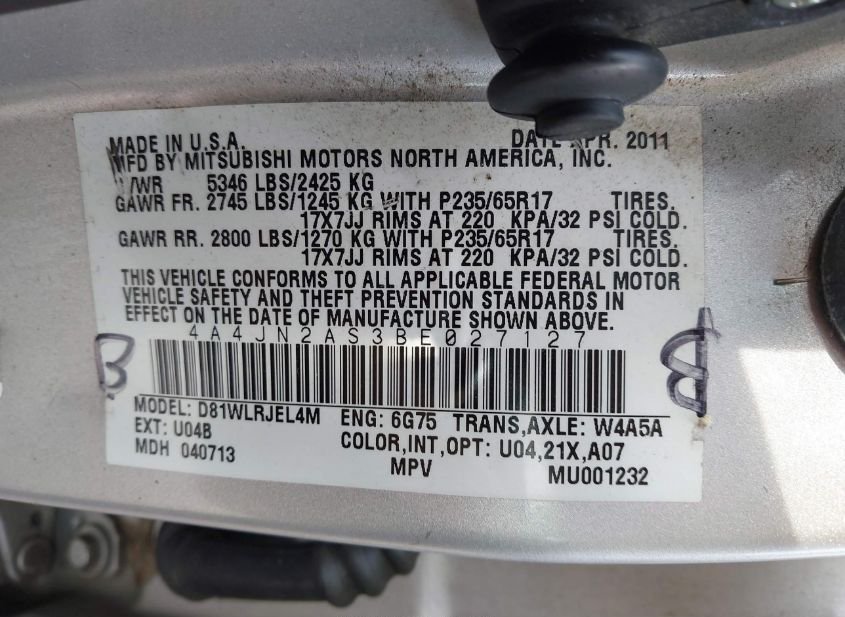 MADE IN U.S.A. DATE APR. 2011
MFD BY MITSUBISHI MOTORS NORTH AMERICA, INC.
/WR 5346 LBS/2425 KG
GAWR FR. 2745 LBS/1245 KG WITH P235/65R17 TIRES.
17X7JJ RIMS AT 220 KPA/32 PSI COLD.
GAWR RR. 2800 LBS/1270 KG WITH P235/65R17 TIRES.
17X7JJ RIMS AT 220 KPA/32 PSI COLD.
THIS VEHICLE CONFORMS TO ALL APPLICABLE FEDERAL MOTOR
VEHICLE SAFETY AND THEFT PREVENTION STANDARDS IN
EFFECT ON THE DATE OF MANUFACTURE SHOWN ABOVE.
4A4JN2AS3BE027127
B
MODEL: D81WLRJEL4M ENG: 6G75 TRANS,AXLE: W4A5A
EXT: U04B COLOR,INT,OPT: U04,21X,A07
MDH 040713 MPV MU001232